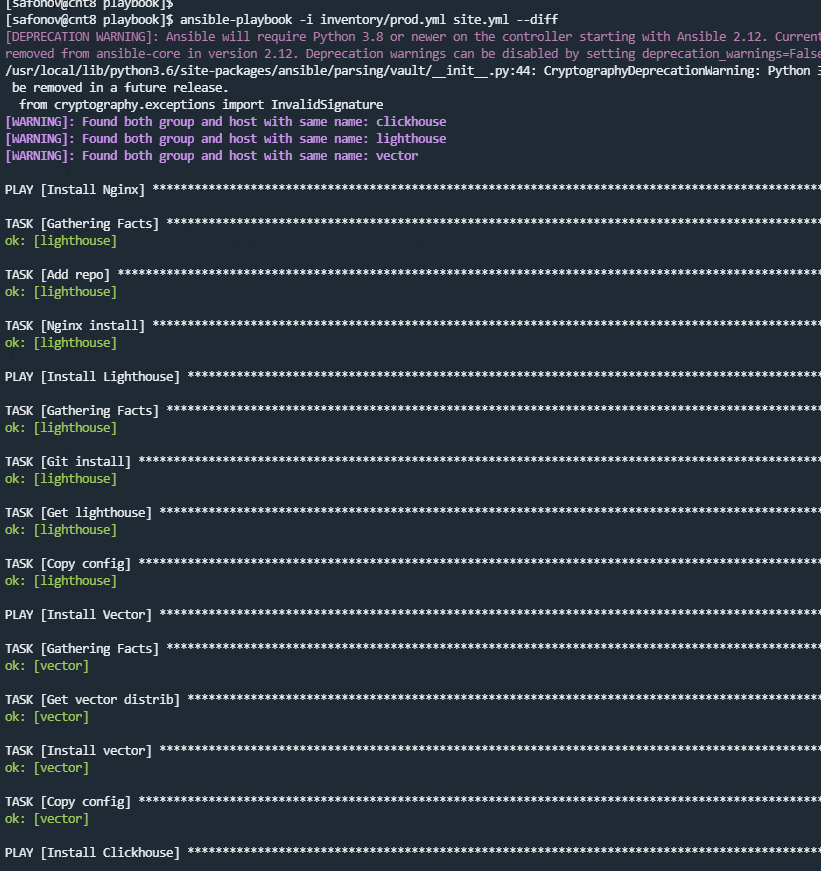 [safonov@cnt8 playbook]$
[safonov@cnt8 playbook]$ ansible-playbook -i inventory/prod.yml site.yml --diff
[DEPRECATION WARNING]: Ansible will require Python 3.8 or newer on the controller starting with Ansible 2.12. Current
removed from ansible-core in version 2.12. Deprecation warnings can be disabled by setting deprecation_warnings=False
/usr/local/lib/python3.6/site-packages/ansible/parsing/vault/__init__.py:44: CryptographyDeprecationWarning: Python 3
be removed in a future release.
from cryptography.exceptions import InvalidSignature
[WARNING]: Found both group and host with same name: clickhouse
[WARNING]: Found both group and host with same name: lighthouse
[WARNING]: Found both group and host with same name: vector
PLAY [Install Nginx] ************************************************************************************************
TASK [Gathering Facts] **********************************************************************************************
ok: [lighthouse]
TASK [Add repo] *****************************************************************************************************
ok: [lighthouse]
TASK [Nginx install] ************************************************************************************************
ok: [lighthouse]
PLAY [Install Lighthouse] *******************************************************************************************
TASK [Gathering Facts] **********************************************************************************************
ok: [lighthouse]
TASK [Git install] **************************************************************************************************
ok: [lighthouse]
TASK [Get lighthouse] ***********************************************************************************************
ok: [lighthouse]
TASK [Copy config] **************************************************************************************************
ok: [lighthouse]
PLAY [Install Vector] ***********************************************************************************************
TASK [Gathering Facts] **********************************************************************************************
ok: [vector]
TASK [Get vector distrib] *******************************************************************************************
ok: [vector]
TASK [Install vector] ***********************************************************************************************
ok: [vector]
TASK [Copy config] **************************************************************************************************
ok: [vector]
PLAY [Install Clickhouse] *******************************************************************************************